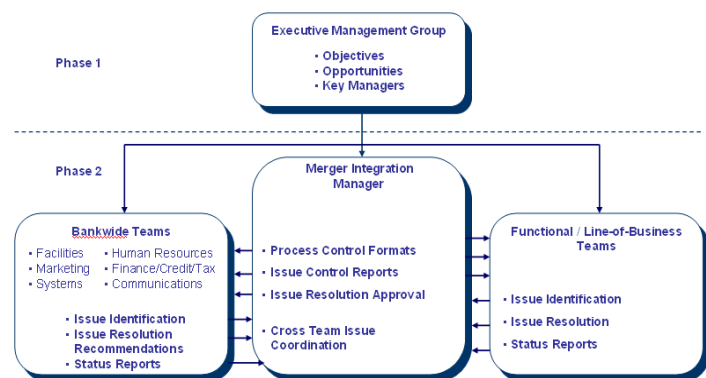 Executive Management Group
▪ Objectives
▪ Opportunities
▪ Key Managers
Phase 1
Phase 2
Merger Integration
Manager
▪ Process Control Formats
▪ Issue Control Reports
▪ Issue Resolution Approval
▪ Cross Team Issue
Coordination
Bankwide Teams
▪ Facilities ▪ Human Resources
▪ Marketing ▪ Finance/Credit/Tax
▪ Systems ▪ Communications
▪ Issue Identification
▪ Issue Resolution
Recommendations
▪ Status Reports
Functional / Line-of-Business
Teams
▪ Issue Identification
▪ Issue Resolution
▪ Status Reports